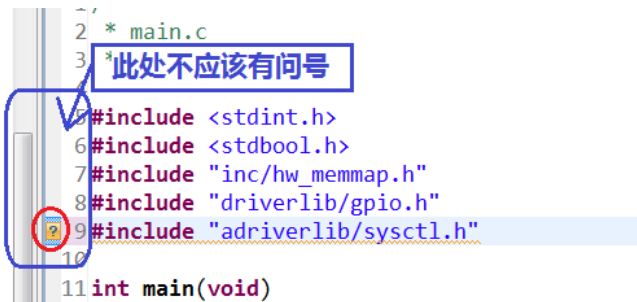 2 * main.c
3 *
此处不应该有问号
5 #include <stdint.h>
6 #include <stdbool.h>
7 #include "inc/hw_memmap.h"
8 #include "driverlib/gpio.h"
? 9 #include "adriverlib/sysctl.h"
10
11 int main(void)